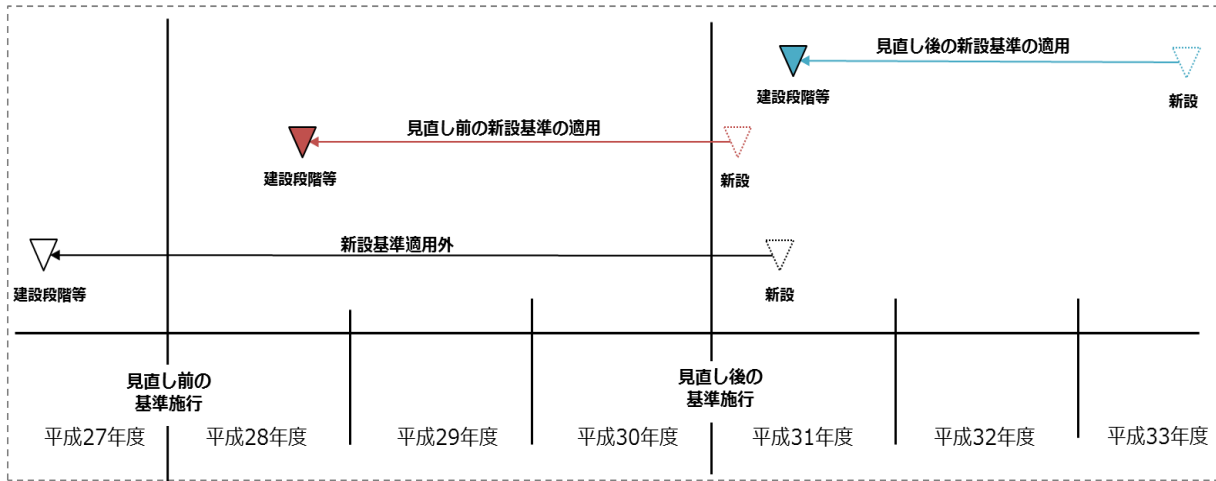 見直し後の新設基準の適用
建設段階等
新設
見直し前の新設基準の適用
建設段階等
新設
新設基準適用外
建設段階等
新設
見直し前の
基準施行
見直し後の
基準施行
平成27年度
平成28年度
平成29年度
平成30年度
平成31年度
平成32年度
平成33年度